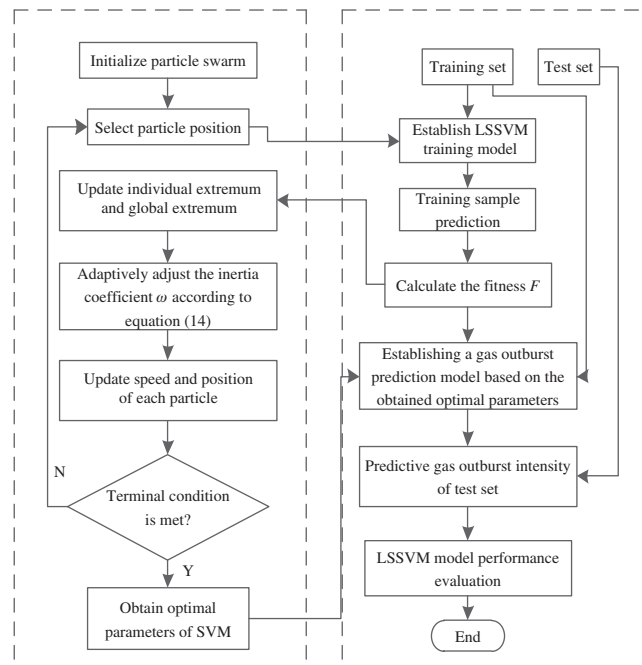 Initialize particle swarm
Select particle position
Update individual extremum
and global extremum
Adaptively adjust the inertia
coefficient ω according to
equation (14)
Update speed and position
of each particle
N
Terminal condition
is met?
Y
Obtain optimal
parameters of SVM
Training set
Test set
Establish LSSVM
training model
Training sample
prediction
Calculate the fitness F
Establishing a gas outburst
prediction model based on the
obtained optimal parameters
Predictive gas outburst intensity
of test set
LSSVM model performance
evaluation
End